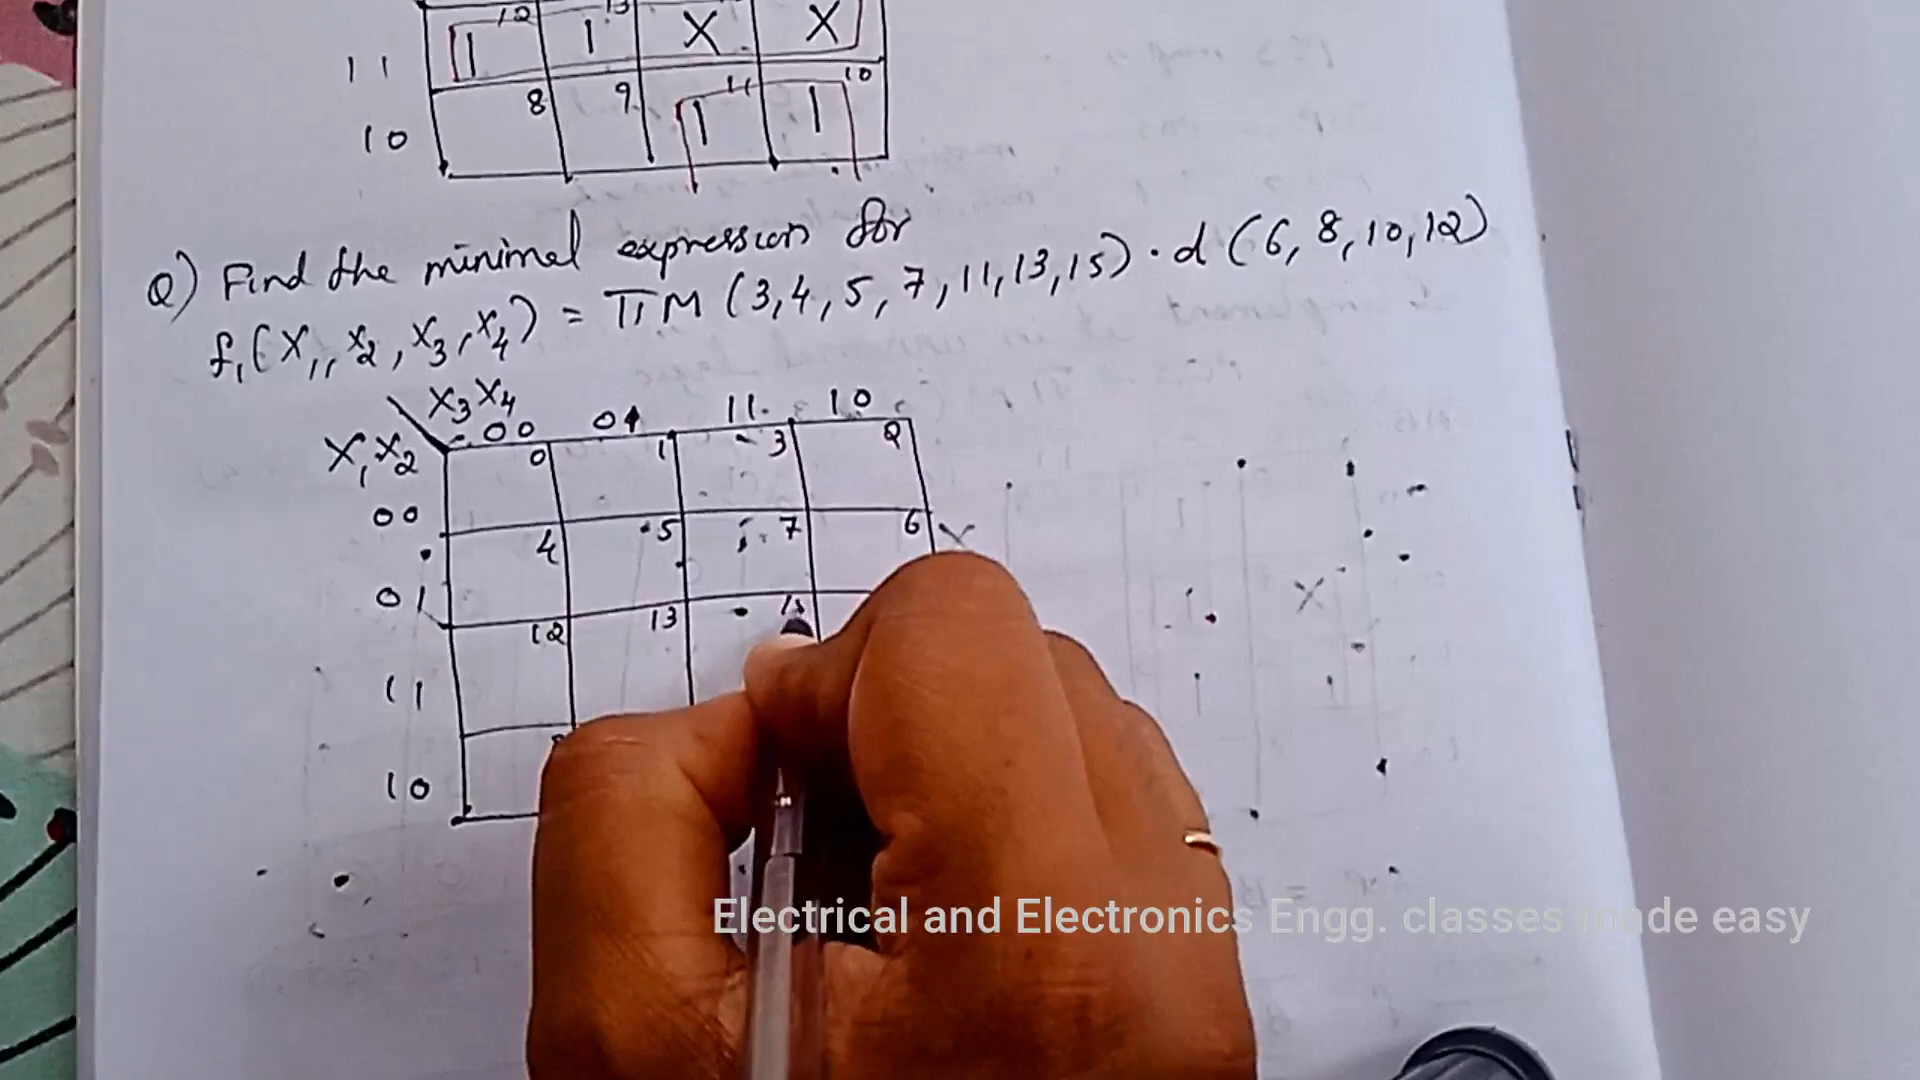 12 13
11 1 1 X X
8 9 11 10
10 1 1
Q) Find the minimal expression for
f1(X1, X2, X3, X4) = ΠM (3,4,5,7,11,13,15) · d (6,8,10,12)
X3X4
00 01 11 10
X1X2
0 1 3 2
00
4 5 7 6
01
12 13
11
10
Electrical and Electronics Engg. classes made easy